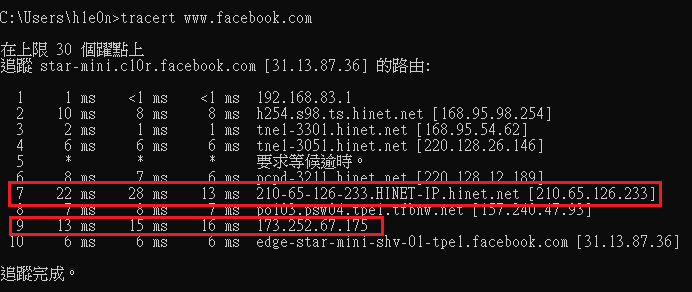 C:\Users\h1e0n>tracert www.facebook.com
在上限 30 個躍點上
追蹤 star-mini.c10r.facebook.com [31.13.87.36] 的路由:
1 1 ms <1 ms <1 ms 192.168.83.1
2 10 ms 8 ms 8 ms h254.s98.ts.hinet.net [168.95.98.254]
3 2 ms 1 ms 1 ms tne1-3301.hinet.net [168.95.54.62]
4 6 ms 6 ms 6 ms tne1-3051.hinet.net [220.128.26.146]
5 * * * 要求等候逾時。
6 8 ms 7 ms 6 ms pcpd-3211.hinet.net [220.128.12.189]
7 22 ms 28 ms 13 ms 210-65-126-233.HINET-IP.hinet.net [210.65.126.233]
8 7 ms 8 ms 7 ms po103.psw04.tpe1.tfbnw.net [157.240.47.93]
9 13 ms 15 ms 16 ms 173.252.67.175
10 6 ms 6 ms 6 ms edge-star-mini-shv-01-tpe1.facebook.com [31.13.87.36]
追蹤完成。